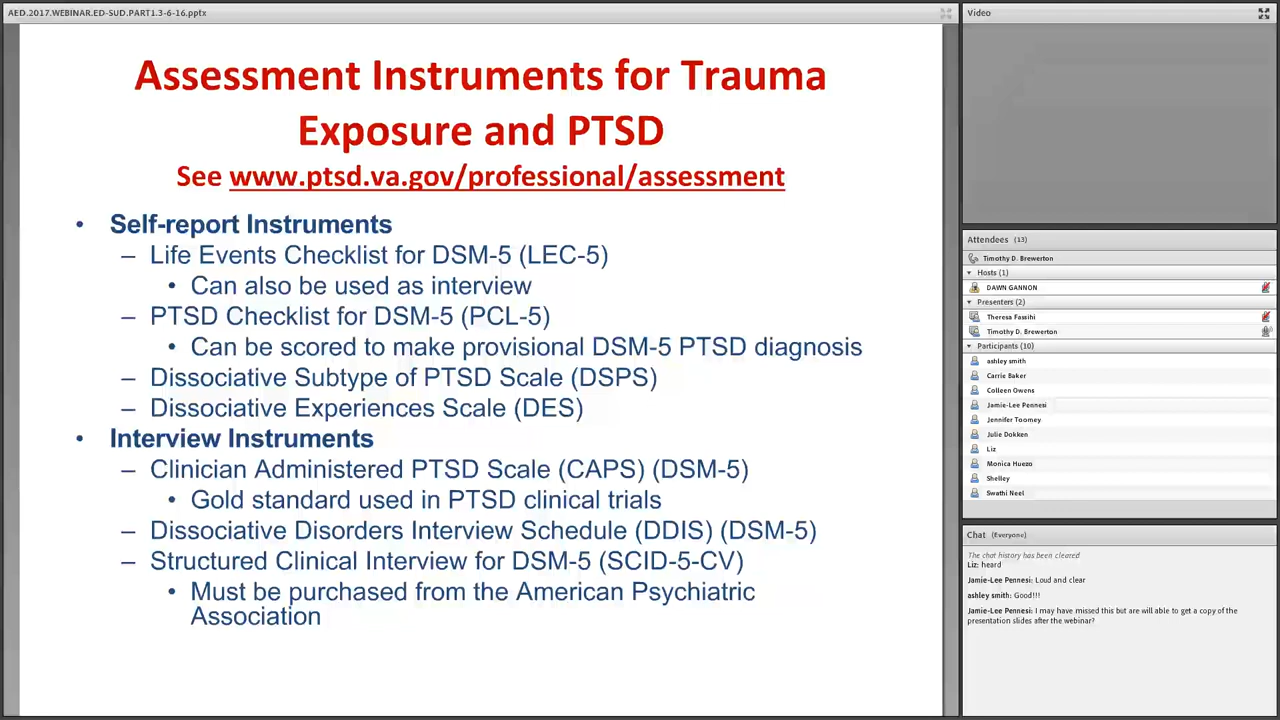 AED.2017.WEBINAR.ED-SUD.PART1.3-6-16.pptx
Assessment Instruments for Trauma
Exposure and PTSD
See www.ptsd.va.gov/professional/assessment
• Self-report Instruments
– Life Events Checklist for DSM-5 (LEC-5)
• Can also be used as interview
– PTSD Checklist for DSM-5 (PCL-5)
• Can be scored to make provisional DSM-5 PTSD diagnosis
– Dissociative Subtype of PTSD Scale (DSPS)
– Dissociative Experiences Scale (DES)
• Interview Instruments
– Clinician Administered PTSD Scale (CAPS) (DSM-5)
• Gold standard used in PTSD clinical trials
– Dissociative Disorders Interview Schedule (DDIS) (DSM-5)
– Structured Clinical Interview for DSM-5 (SCID-5-CV)
• Must be purchased from the American Psychiatric
Association
Video
Attendees (13)
Timothy D. Brewerton
Hosts (1)
DAWN GANNON
Presenters (2)
Theresa Fassihi
Timothy D. Brewerton
Participants (10)
ashley smith
Carrie Baker
Colleen Owens
Jamie-Lee Pennesi
Jennifer Toomey
Julie Dokken
Liz
Monica Huezo
Shelley
Swathi Neel
Chat (Everyone)
The chat history has been cleared
Liz: heard
Jamie-Lee Pennesi: Loud and clear
ashley smith: Good!!!
Jamie-Lee Pennesi: I may have missed this but are will able to get a copy of the
presentation slides after the webinar?